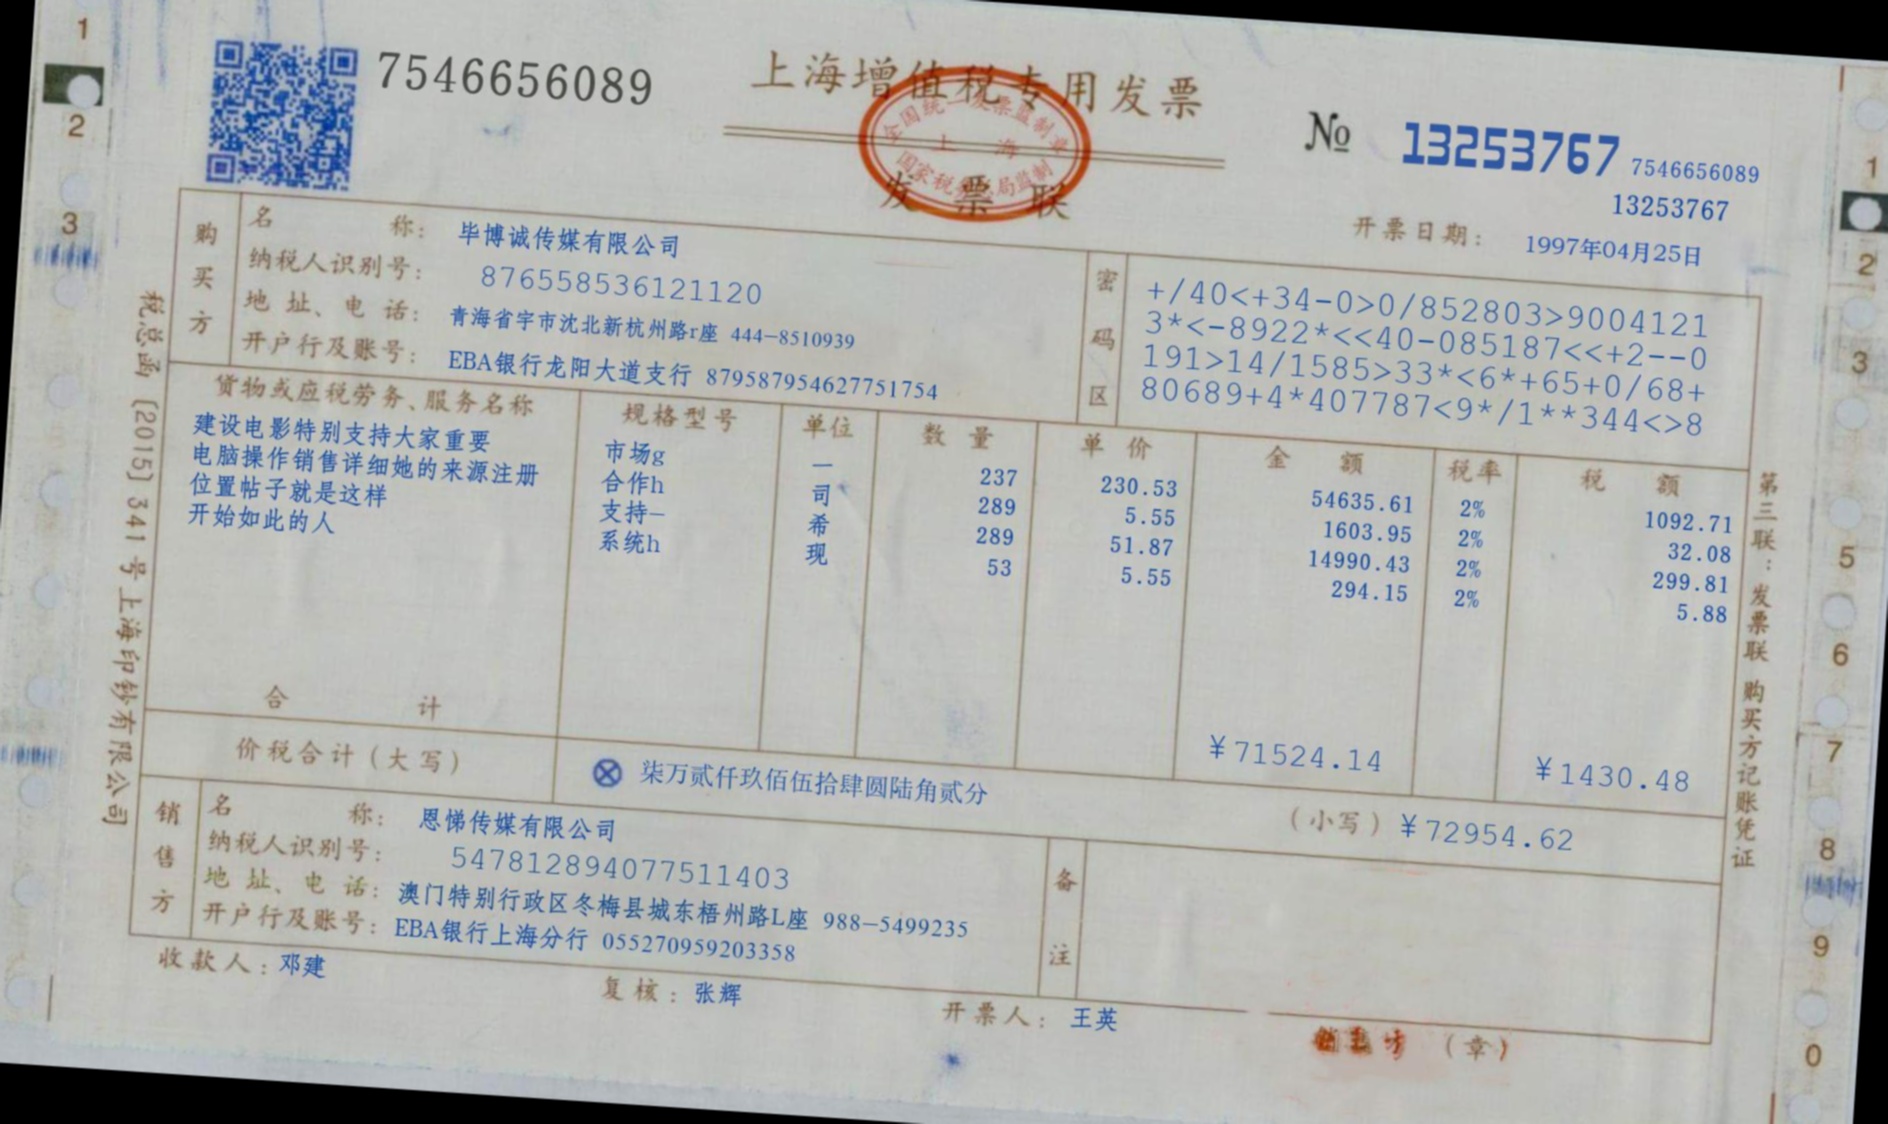 7546656089
上海增值税专用发票
全国统一发票监制章
上海
国家税务局监制
发票联
№ 13253767
7546656089
13253767
开票日期: 1997年04月25日
购买方
名称: 毕博诚传媒有限公司
纳税人识别号: 876558536121120
地址、电话: 青海省宇市沈北新杭州路r座 444-8510939
开户行及账号: EBA银行龙阳大道支行 879587954627751754
密码区
+/40<+34-0>0/852803>9004121
3*<-8922*<<40-085187<<+2--0
191>14/1585>33*<6*+65+0/68+
80689+4*407787<9*/1**344<>8
货物或应税劳务、服务名称 规格型号 单位 数量 单价 金额 税率 税额
建设电影特别支持大家重要 市场g 一 237 230.53 54635.61 2% 1092.71
电脑操作销售详细她的来源注册 合作h 司 289 5.55 1603.95 2% 32.08
位置帖子就是这样 支持一 希 289 51.87 14990.43 2% 299.81
开始如此的人 系统h 现 53 5.55 294.15 2% 5.88
合计 ¥71524.14 ¥1430.48
价税合计(大写) ⊗ 柒万贰仟玖佰伍拾肆圆陆角贰分 (小写) ¥72954.62
销售方
名称: 恩悌传媒有限公司
纳税人识别号: 547812894077511403
地址、电话: 澳门特别行政区冬梅县城东梧州路L座 988-5499235
开户行及账号: EBA银行上海分行 055270959203358
备注
收款人: 邓建
复核: 张辉
开票人: 王英
(章)
税总函〔2015〕341号上海印钞有限公司
第三联:发票联 购买方记账凭证
1
2
3
1
2
3
5
6
7
8
9
0